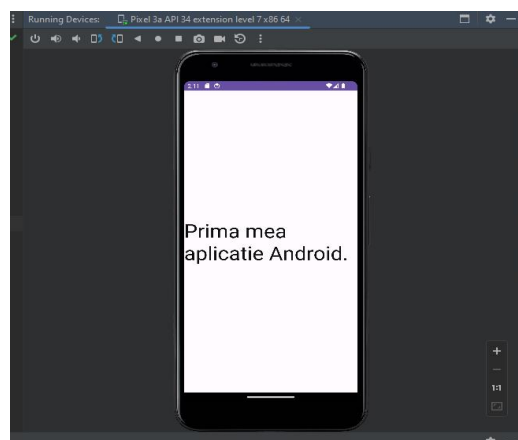 Running Devices: Pixel 3a API 34 extension level 7 x86 64
2:11
Prima mea
aplicatie Android.
1:1